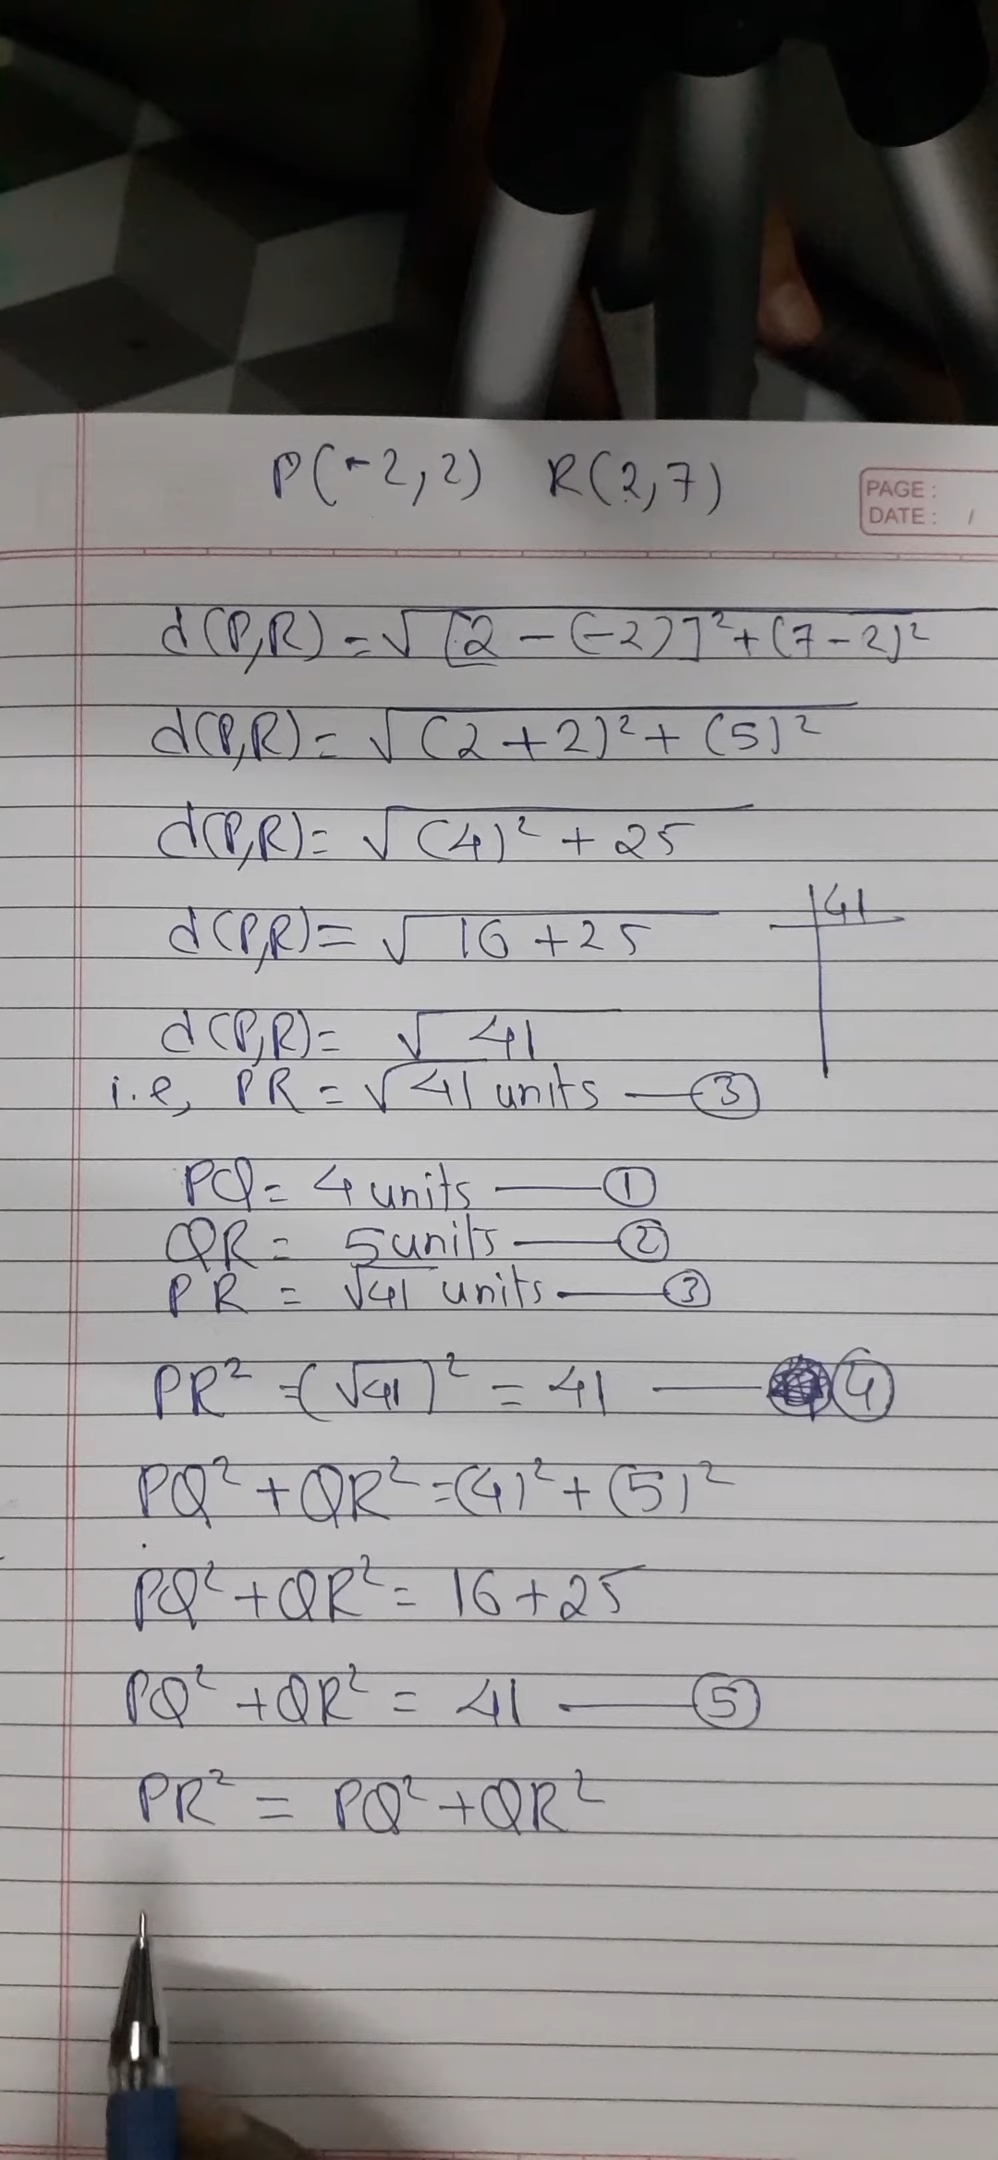 P(-2,2) R(2,7)
PAGE :
DATE : /
d(P,R) = √[2-(-2)]²+(7-2)²
d(P,R) = √(2+2)²+(5)²
d(P,R) = √(4)²+25
d(P,R) = √16+25
41
d(P,R) = √41
i.e, PR = √41 units — ③
PQ = 4 units — ①
QR = 5 units — ②
PR = √41 units — ③
PR² = (√41)² = 41 — ④
PQ²+QR² = (4)²+(5)²
PQ²+QR² = 16+25
PQ²+QR² = 41 — ⑤
PR² = PQ²+QR²